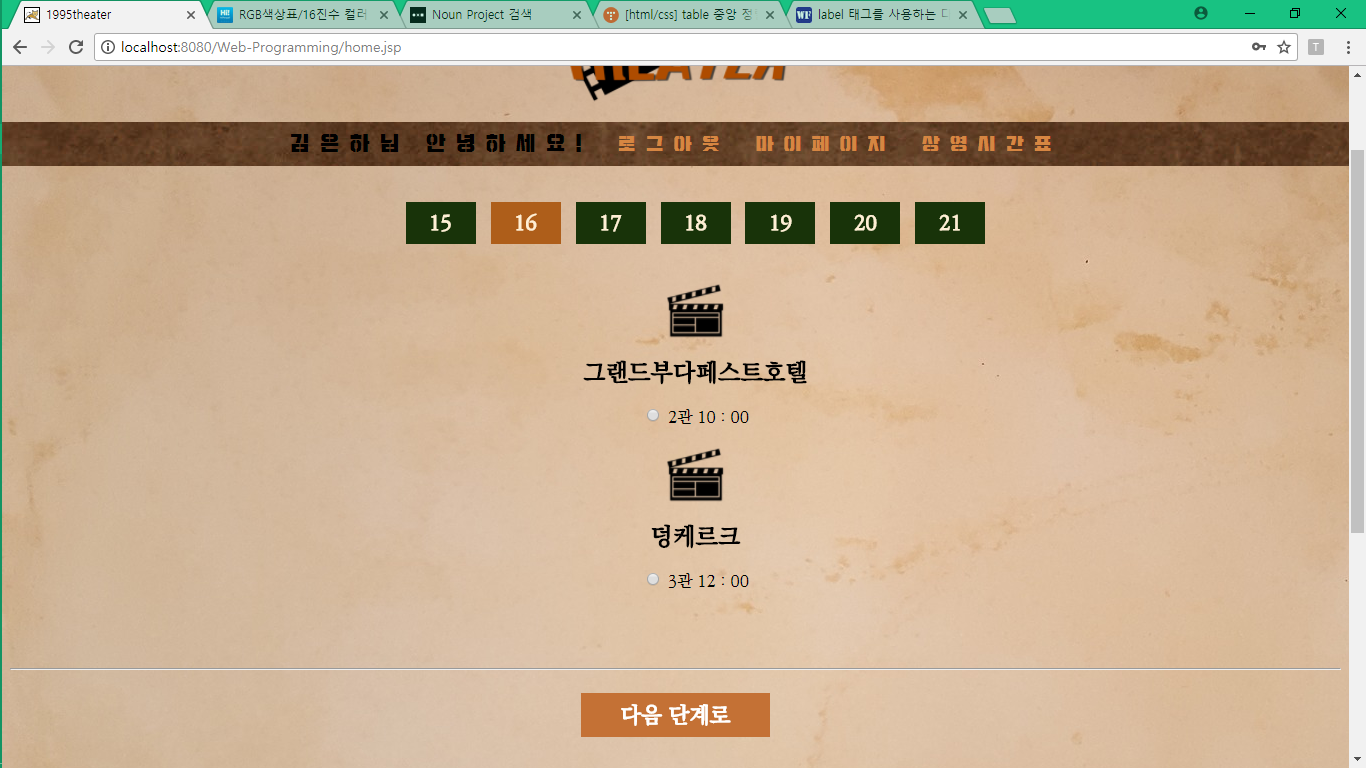 1995theater
RGB색상표/16진수 컬러
Noun Project 검색
[html/css] table 중앙 정
label 태그를 사용하는 
localhost:8080/Web-Programming/home.jsp
T
THEATER
김은하님 안녕하세요! 로그아웃 마이페이지 상영시간표
15 16 17 18 19 20 21
그랜드부다페스트호텔
2관 10 : 00
덩케르크
3관 12 : 00
다음 단계로